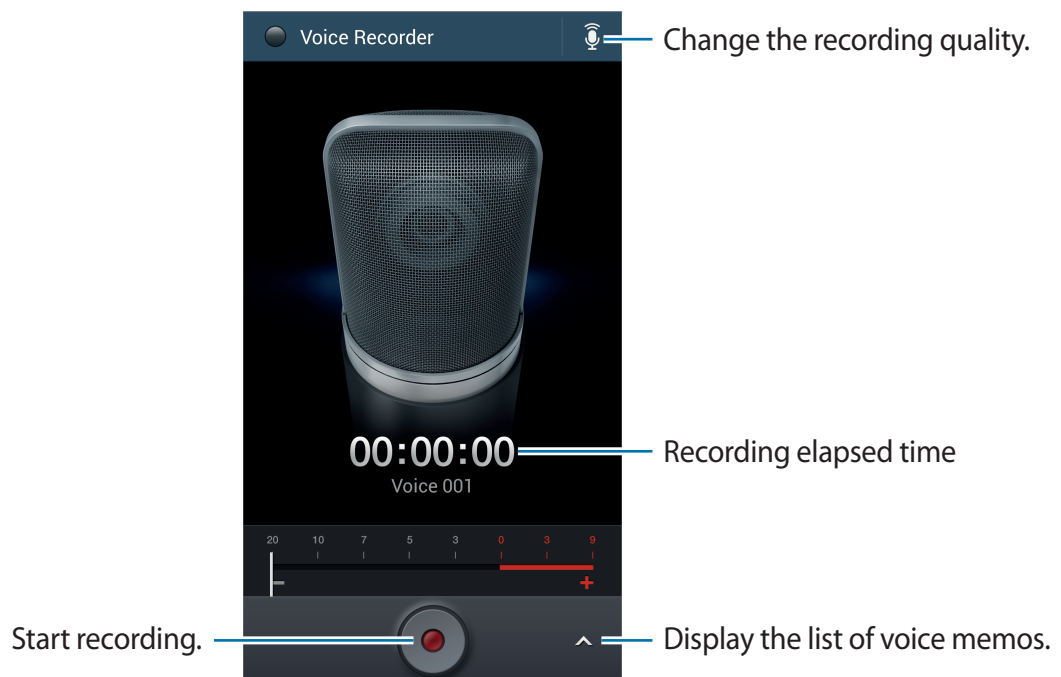 Voice Recorder
Change the recording quality.
00:00:00
Recording elapsed time
Voice 001
20 10 7 5 3 0 3 9
− +
Start recording.
Display the list of voice memos.